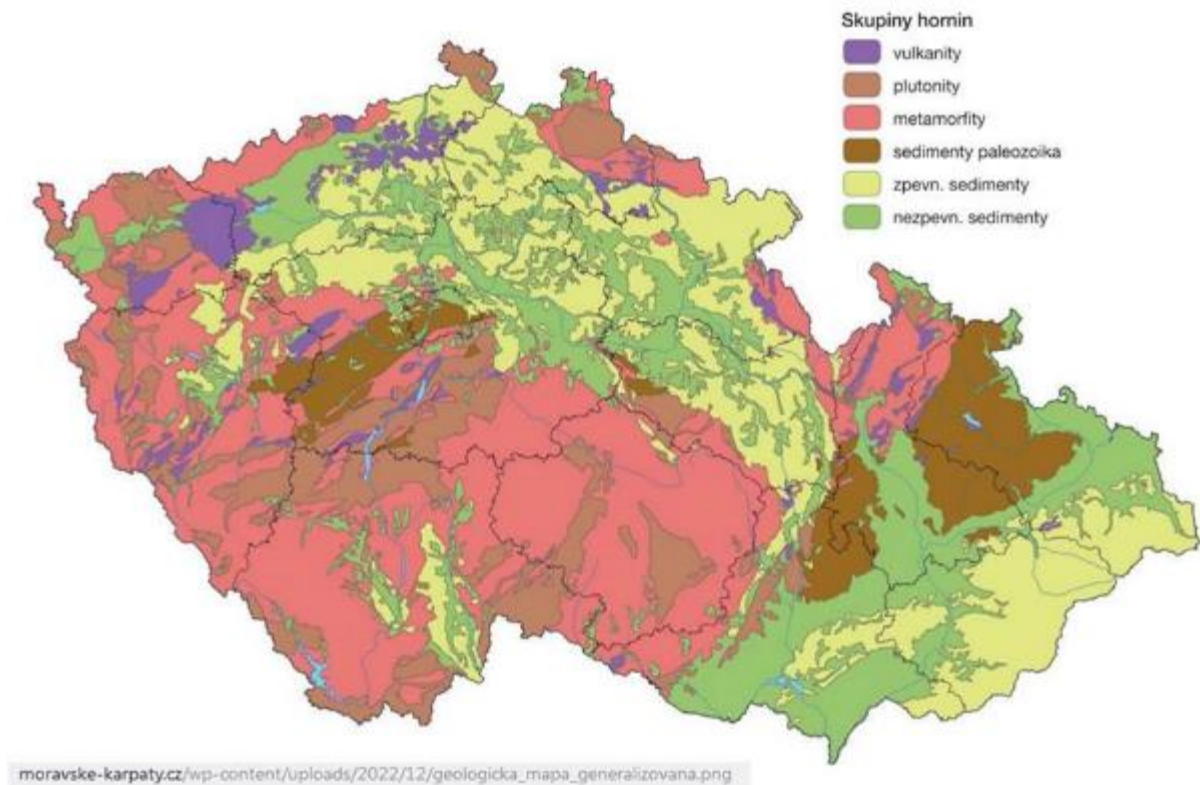 Skupiny hornin
vulkanity
plutonity
metamorfity
sedimenty paleozoika
zpevn. sedimenty
nezpevn. sedimenty
moravske-karpaty.cz/wp-content/uploads/2022/12/geologicka_mapa_generalizovana.png